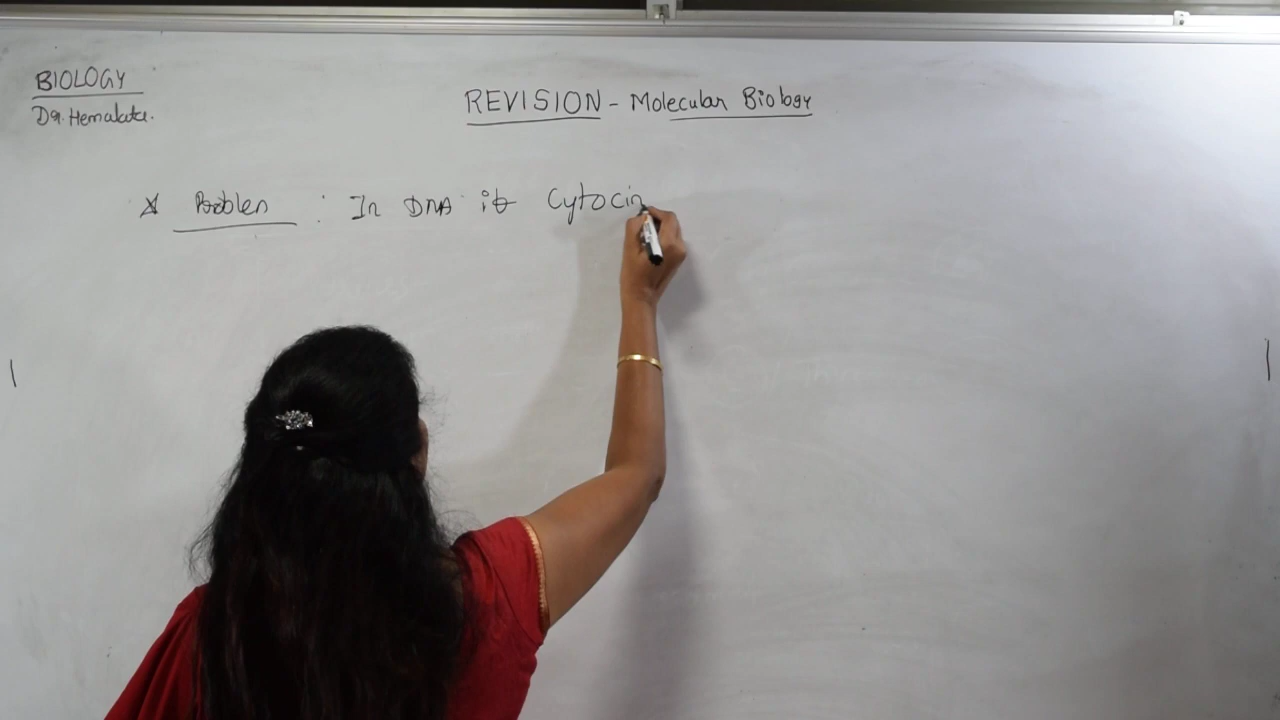 BIOLOGY
Dr. Hemalata.
REVISION - Molecular Biology
* Problem : In DNA if Cytocin